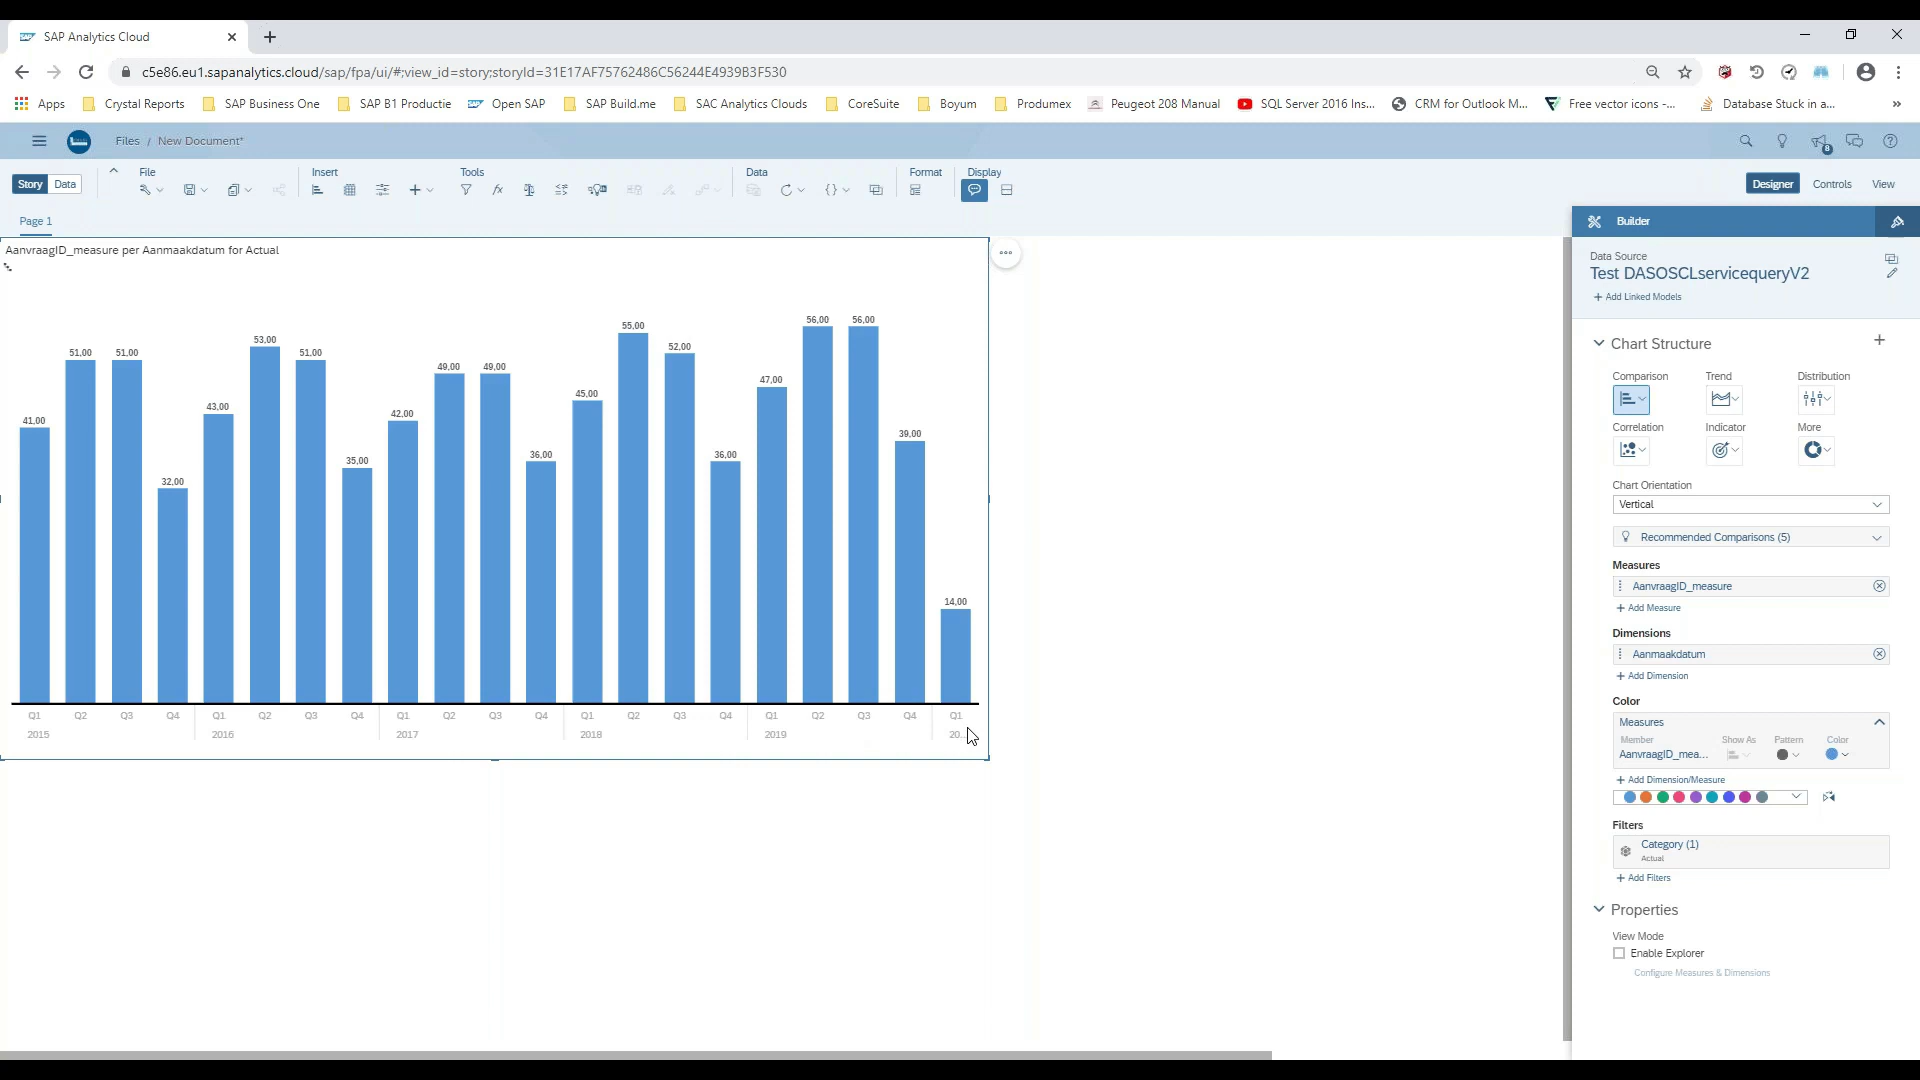 SAP Analytics Cloud
c5e86.eu1.sapanalytics.cloud/sap/fpa/ui/#;view_id=story;storyId=31E17AF75762486C56244E4939B3F530
Apps Crystal Reports SAP Business One SAP B1 Productie Open SAP SAP Build.me SAC Analytics Clouds CoreSuite Boyum Produmex Peugeot 208 Manual SQL Server 2016 Ins... CRM for Outlook M... Free vector icons -... Database Stuck in a... »
Files / New Document*
8
File Insert Tools Data Format Display
Story Data
Designer Controls View
Page 1
Builder
AanvraagID_measure per Aanmaakdatum for Actual
41,00 51,00 51,00 32,00 43,00 53,00 51,00 35,00 42,00 49,00 49,00 36,00 45,00 55,00 52,00 36,00 47,00 56,00 56,00 39,00 14,00
Q1 Q2 Q3 Q4 Q1 Q2 Q3 Q4 Q1 Q2 Q3 Q4 Q1 Q2 Q3 Q4 Q1 Q2 Q3 Q4 Q1
2015 2016 2017 2018 2019 20...
Data Source
Test DASOSCLservicequeryV2
+ Add Linked Models
Chart Structure
Comparison Trend Distribution
Correlation Indicator More
Chart Orientation
Vertical
Recommended Comparisons (5)
Measures
AanvraagID_measure
+ Add Measure
Dimensions
Aanmaakdatum
+ Add Dimension
Color
Measures
Member Show As Pattern Color
AanvraagID_mea...
+ Add Dimension/Measure
Filters
Category (1)
Actual
+ Add Filters
Properties
View Mode
Enable Explorer
Configure Measures & Dimensions